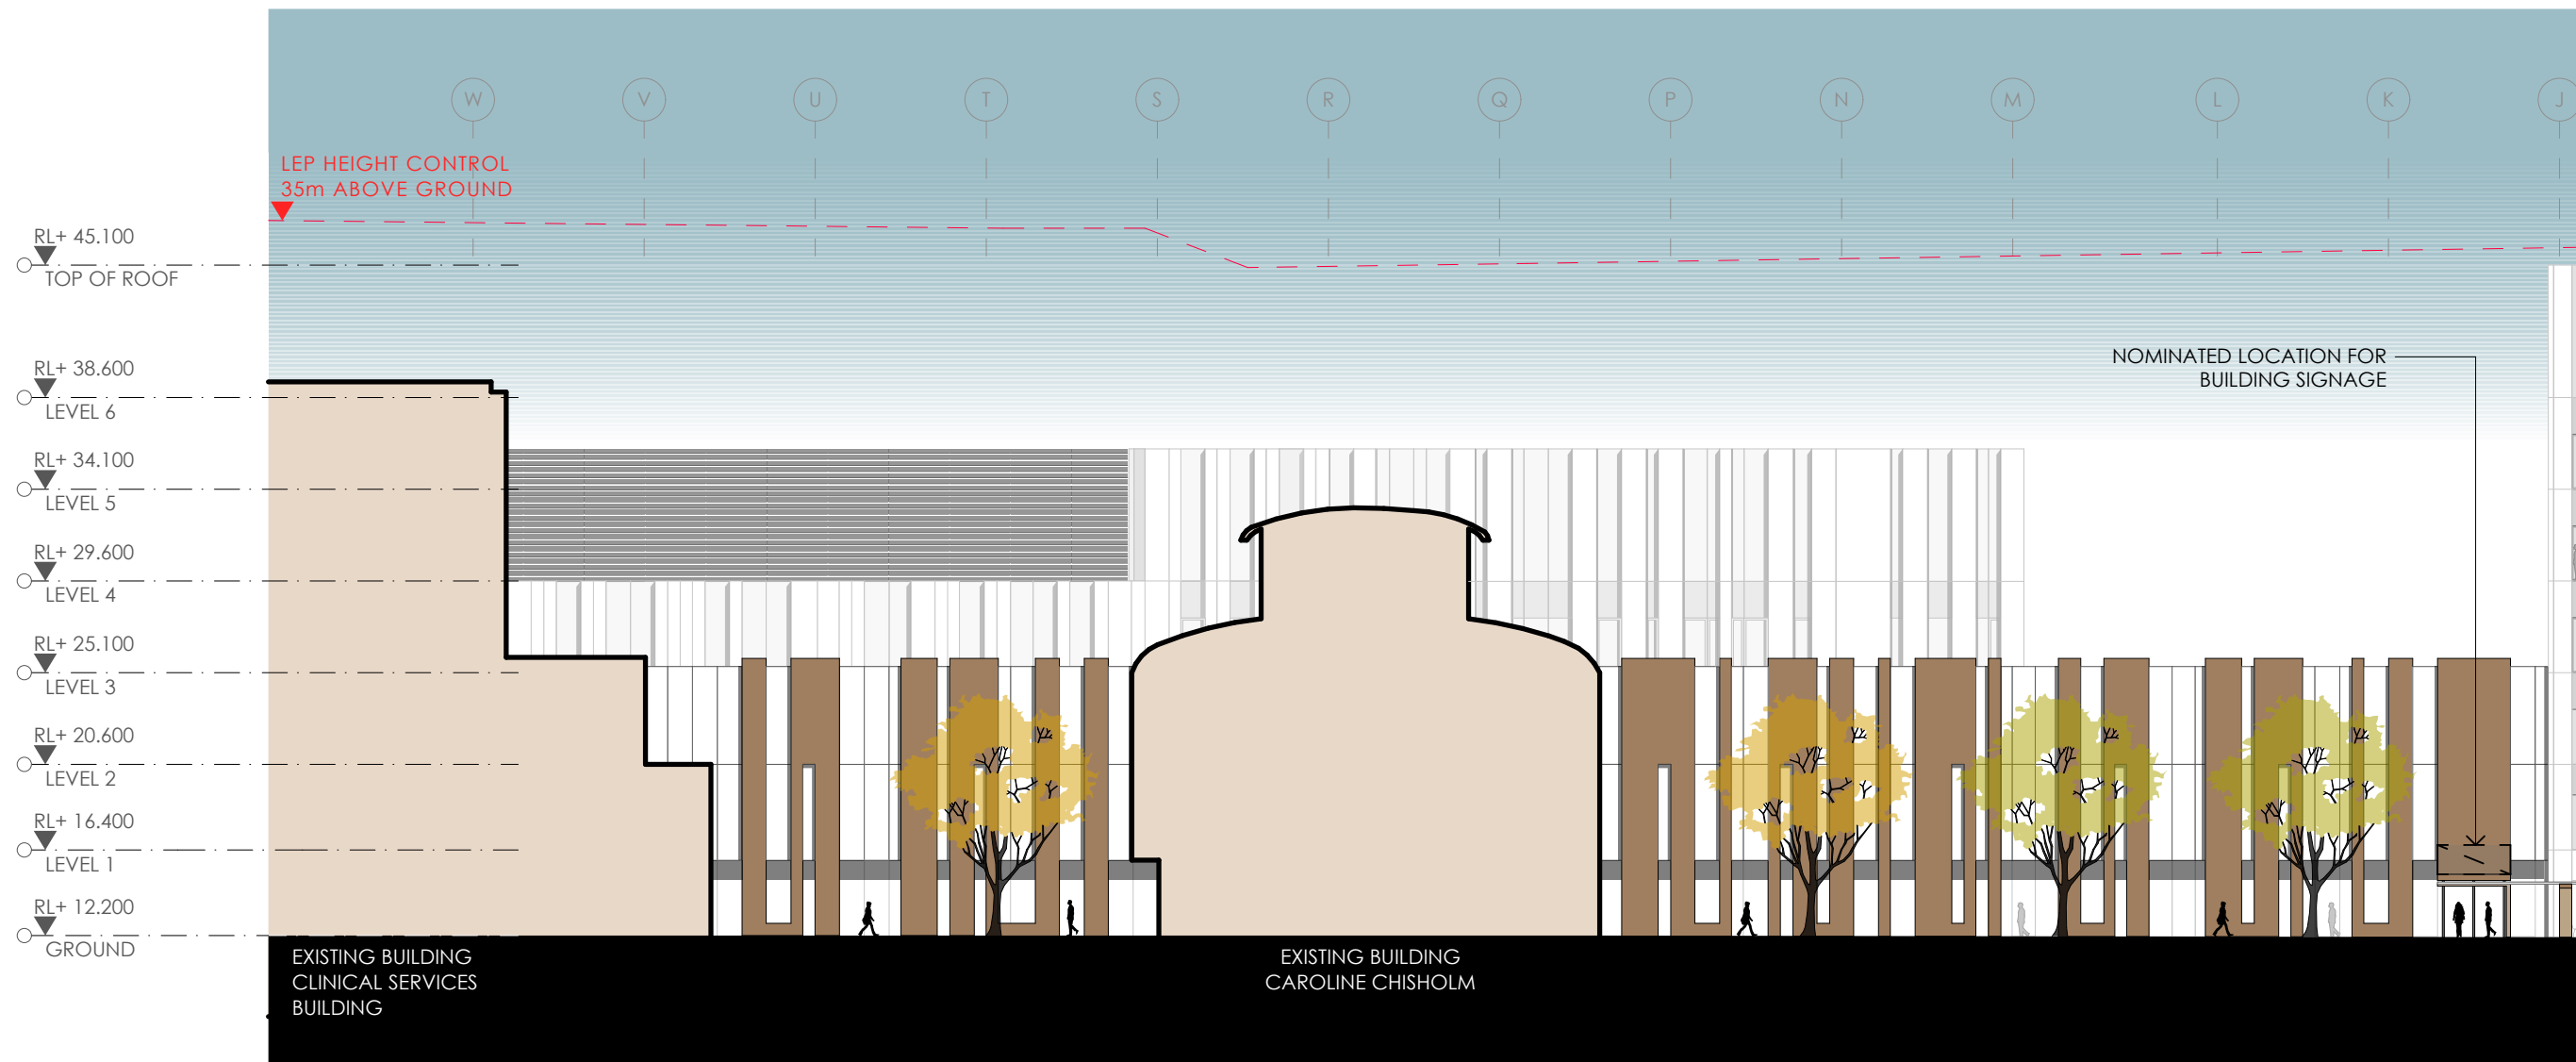 W V U T S R Q P N M L K J
LEP HEIGHT CONTROL
35m ABOVE GROUND
RL+ 45.100
TOP OF ROOF
RL+ 38.600
LEVEL 6
NOMINATED LOCATION FOR
BUILDING SIGNAGE
RL+ 34.100
LEVEL 5
RL+ 29.600
LEVEL 4
RL+ 25.100
LEVEL 3
RL+ 20.600
LEVEL 2
RL+ 16.400
LEVEL 1
RL+ 12.200
GROUND
EXISTING BUILDING
CLINICAL SERVICES
BUILDING
EXISTING BUILDING
CAROLINE CHISHOLM